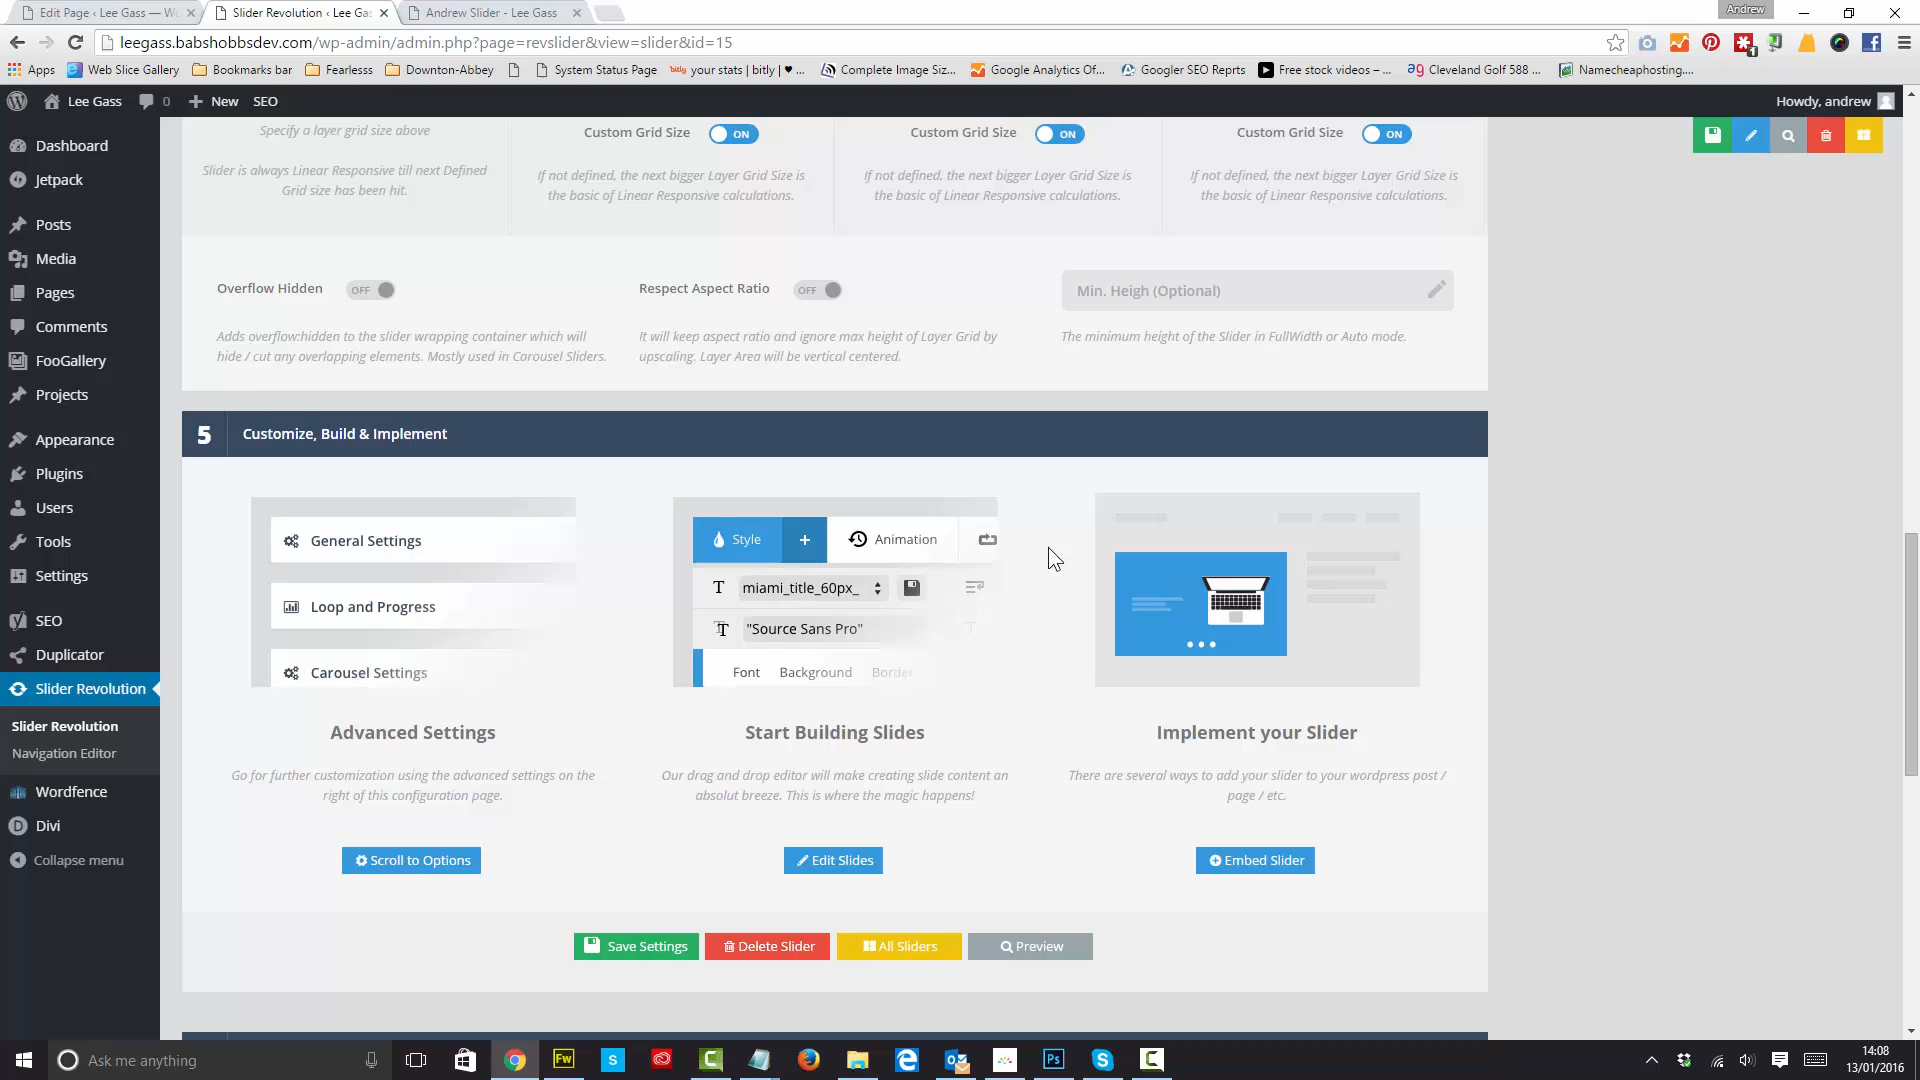 Edit Page ‹ Lee Gass — Wo
Slider Revolution ‹ Lee Gas
Andrew Slider - Lee Gass
Andrew
leegass.babshobbsdev.com/wp-admin/admin.php?page=revslider&view=slider&id=15
Apps
Web Slice Gallery
Bookmarks bar
Fearlesss
Downton-Abbey
System Status Page
bitly
your stats | bitly | ♥ ...
Complete Image Siz...
Google Analytics Of...
Googler SEO Reprts
Free stock videos – ...
Cleveland Golf 588 ...
Namecheaphosting....
Lee Gass
0
New
SEO
Howdy, andrew
Dashboard
Jetpack
Posts
Media
Pages
Comments
FooGallery
Projects
Appearance
Plugins
Users
Tools
Settings
SEO
Duplicator
Slider Revolution
Slider Revolution
Navigation Editor
Wordfence
Divi
Collapse menu
Specify a layer grid size above
Slider is always Linear Responsive till next Defined
Grid size has been hit.
Custom Grid Size ON
If not defined, the next bigger Layer Grid Size is
the basic of Linear Responsive calculations.
Custom Grid Size ON
If not defined, the next bigger Layer Grid Size is
the basic of Linear Responsive calculations.
Custom Grid Size ON
If not defined, the next bigger Layer Grid Size is
the basic of Linear Responsive calculations.
Overflow Hidden OFF
Adds overflow:hidden to the slider wrapping container which will
hide / cut any overlapping elements. Mostly used in Carousel Sliders.
Respect Aspect Ratio OFF
It will keep aspect ratio and ignore max height of Layer Grid by
upscaling. Layer Area will be vertical centered.
Min. Heigh (Optional)
The minimum height of the Slider in FullWidth or Auto mode.
5 Customize, Build & Implement
General Settings
Loop and Progress
Carousel Settings
Advanced Settings
Go for further customization using the advanced settings on the
right of this configuration page.
Scroll to Options
Style
+
Animation
T miami_title_60px_
"Source Sans Pro"
Font Background Border
Start Building Slides
Our drag and drop editor will make creating slide content an
absolut breeze. This is where the magic happens!
Edit Slides
Implement your Slider
There are several ways to add your slider to your wordpress post /
page / etc.
Embed Slider
Save Settings
Delete Slider
All Sliders
Preview
Ask me anything
Fw
S
Ps
14:08
13/01/2016